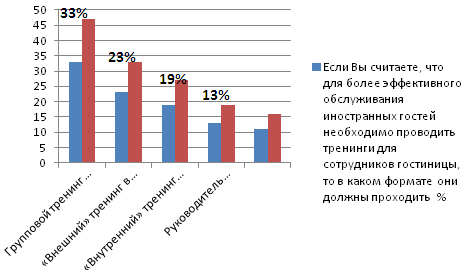 50
45
40
35
30
25
20
15
10
5
0
33%
23%
19%
13%
Групповой тренинг...
«Внешний» тренинг в...
«Внутренний» тренинг...
Руководитель...
Если Вы считаете, что
для более эффективного
обслуживания
иностранных гостей
необходимо проводить
тренинги для
сотрудников гостиницы,
то в каком формате они
должны проходить %